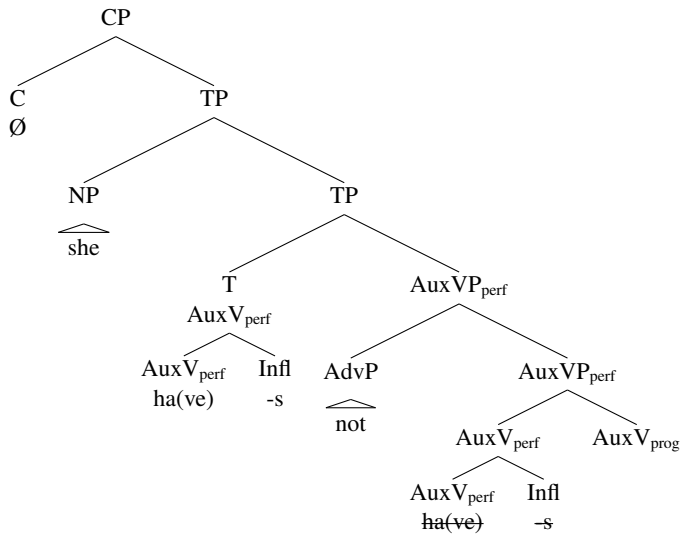 CP
C TP
Ø
NP TP
she
T AuxVPperf
AuxVperf
AuxVperf Infl AdvP AuxVPperf
ha(ve) -s
not AuxVperf AuxVprog
AuxVperf Infl
ha(ve) -s